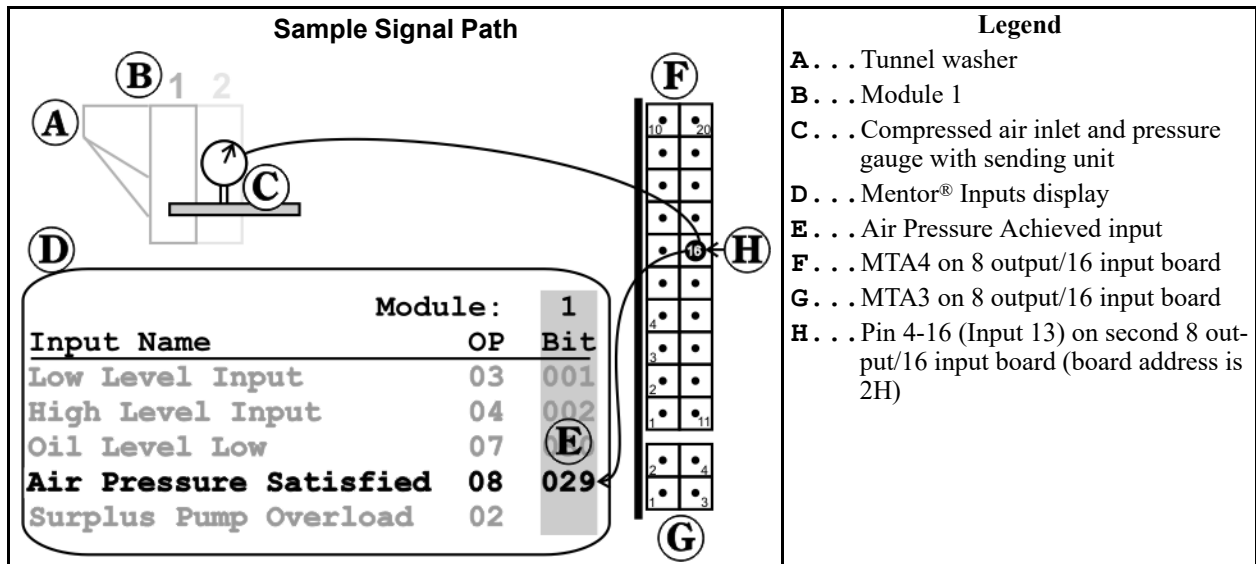 Sample Signal Path
B 1 2
A
C
F
10 20
16
H
4
3
2
1 11
2 4
1 3
G
D
Module: 1
Input Name OP Bit
Low Level Input 03 001
High Level Input 04 002
Oil Level Low 07
E
Air Pressure Satisfied 08 029
Surplus Pump Overload 02
Legend
A... Tunnel washer
B... Module 1
C... Compressed air inlet and pressure
gauge with sending unit
D... Mentor® Inputs display
E... Air Pressure Achieved input
F... MTA4 on 8 output/16 input board
G... MTA3 on 8 output/16 input board
H... Pin 4-16 (Input 13) on second 8 out-
put/16 input board (board address is
2H)